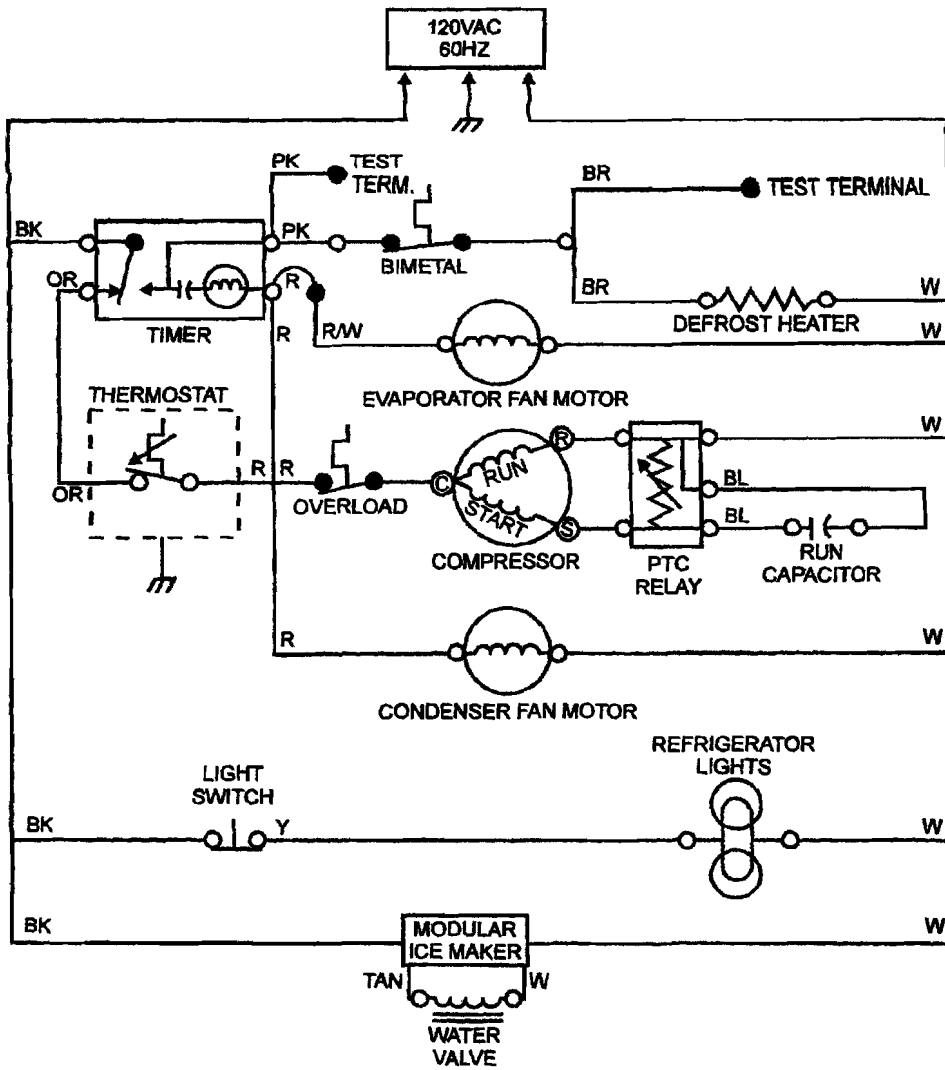 120VAC
60HZ
PK
TEST
TERM.
BR
TEST TERMINAL
BK
PK
BIMETAL
OR
R
BR
W
DEFROST HEATER
TIMER
R
R/W
W
EVAPORATOR FAN MOTOR
THERMOSTAT
OR
R
R
OVERLOAD
C
RUN
START
R
S
COMPRESSOR
W
BL
BL
PTC
RELAY
RUN
CAPACITOR
R
W
CONDENSER FAN MOTOR
LIGHT
SWITCH
REFRIGERATOR
LIGHTS
BK
Y
W
BK
MODULAR
ICE MAKER
W
TAN
W
WATER
VALVE